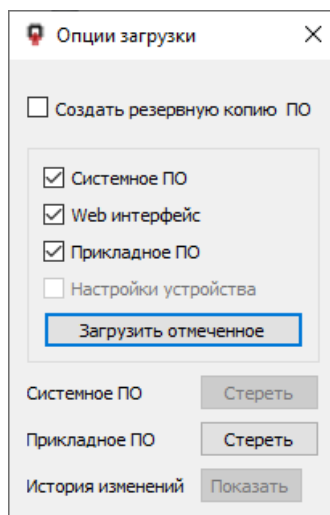 Опции загрузки
Создать резервную копию ПО
Системное ПО
Web интерфейс
Прикладное ПО
Настройки устройства
Загрузить отмеченное
Системное ПО Стереть
Прикладное ПО Стереть
История изменений Показать